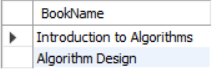 BookName
Introduction to Algorithms
Algorithm Design